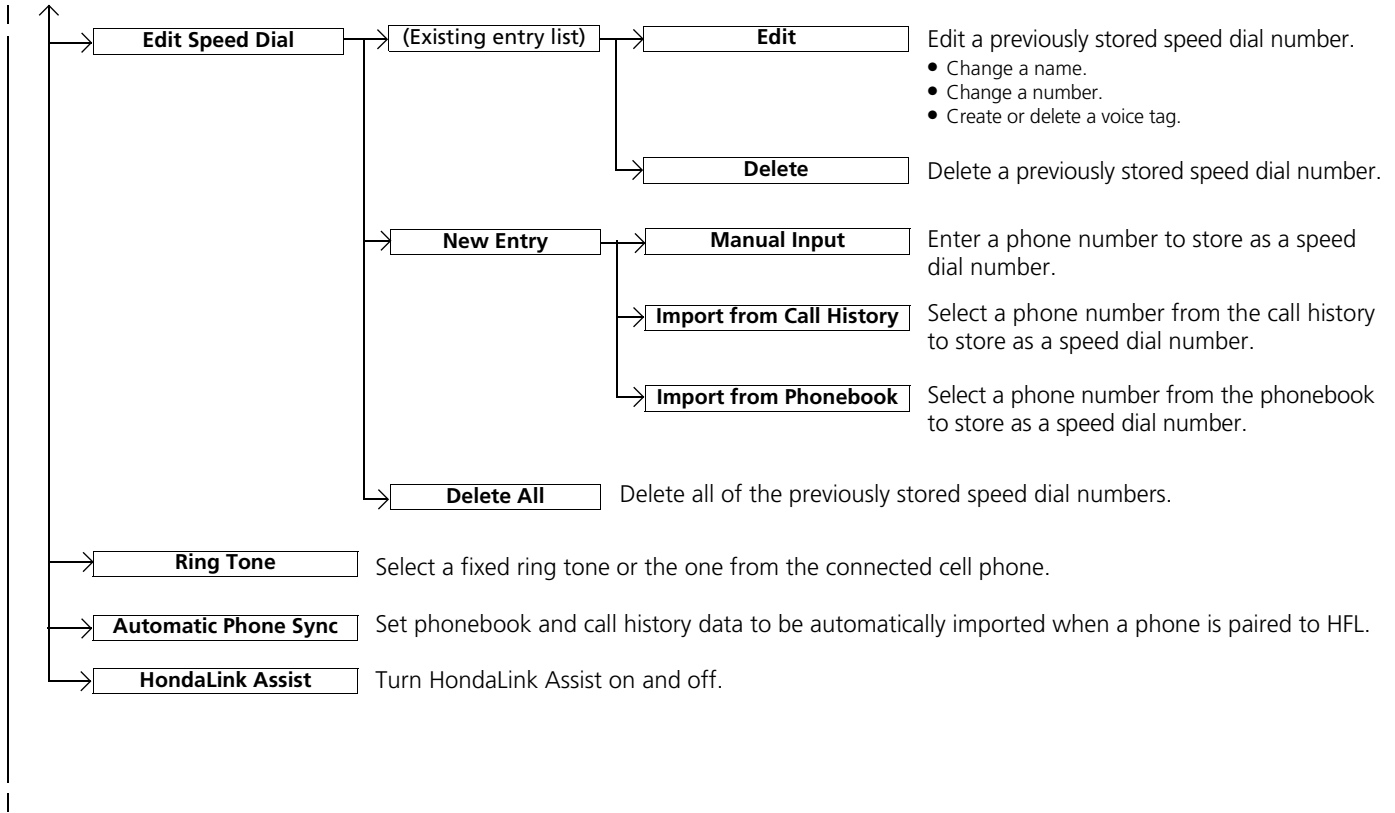 Edit Speed Dial
(Existing entry list)
Edit
Edit a previously stored speed dial number.
• Change a name.
• Change a number.
• Create or delete a voice tag.
Delete
Delete a previously stored speed dial number.
New Entry
Manual Input
Enter a phone number to store as a speed
dial number.
Import from Call History
Select a phone number from the call history
to store as a speed dial number.
Import from Phonebook
Select a phone number from the phonebook
to store as a speed dial number.
Delete All
Delete all of the previously stored speed dial numbers.
Ring Tone
Select a fixed ring tone or the one from the connected cell phone.
Automatic Phone Sync
Set phonebook and call history data to be automatically imported when a phone is paired to HFL.
HondaLink Assist
Turn HondaLink Assist on and off.